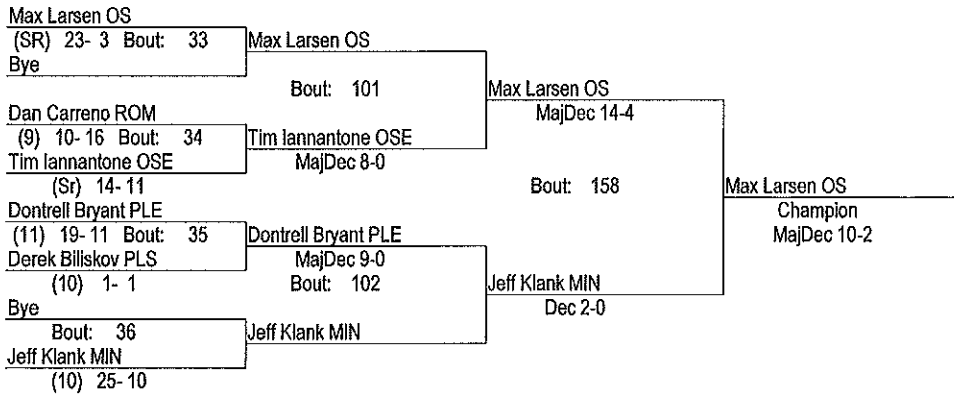 Max Larsen OS
(SR) 23- 3 Bout: 33
Bye
Max Larsen OS
Bout: 101
Dan Carreno ROM
(9) 10- 16 Bout: 34
Tim Iannantone OSE
(Sr) 14- 11
Tim Iannantone OSE
MajDec 8-0
Max Larsen OS
MajDec 14-4
Bout: 158
Dontrell Bryant PLE
(11) 19- 11 Bout: 35
Derek Biliskov PLS
(10) 1- 1
Dontrell Bryant PLE
MajDec 9-0
Bout: 102
Bye
Bout: 36
Jeff Klank MIN
(10) 25- 10
Jeff Klank MIN
Jeff Klank MIN
Dec 2-0
Max Larsen OS
Champion
MajDec 10-2